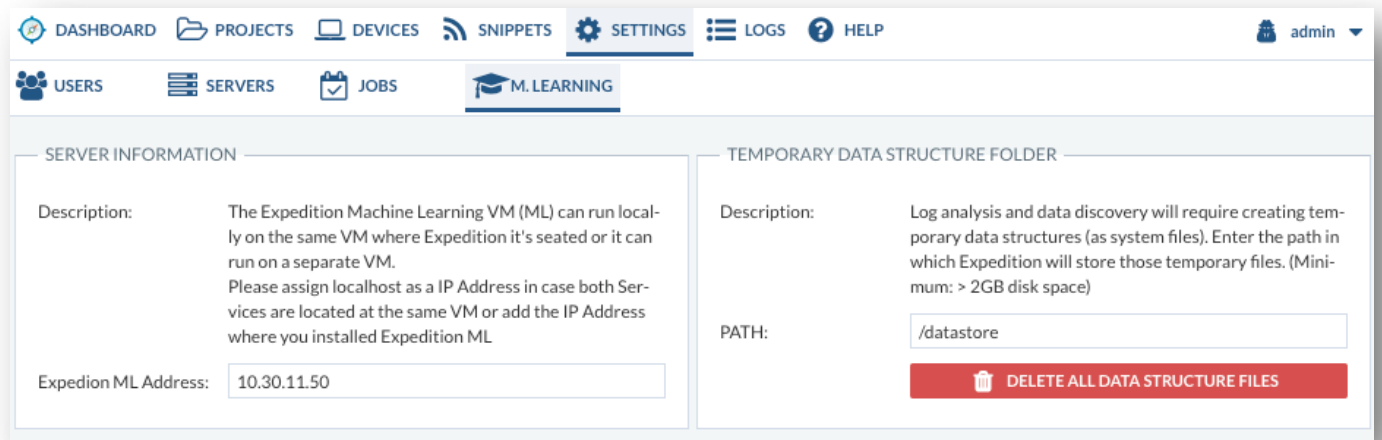 DASHBOARD PROJECTS DEVICES SNIPPETS SETTINGS LOGS HELP admin
USERS SERVERS JOBS M. LEARNING
SERVER INFORMATION
Description:
The Expedition Machine Learning VM (ML) can run local-
ly on the same VM where Expedition it's seated or it can
run on a separate VM.
Please assign localhost as a IP Address in case both Ser-
vices are located at the same VM or add the IP Address
where you installed Expedition ML
Expedion ML Address: 10.30.11.50
TEMPORARY DATA STRUCTURE FOLDER
Description:
Log analysis and data discovery will require creating tem-
porary data structures (as system files). Enter the path in
which Expedition will store those temporary files. (Mini-
mum: > 2GB disk space)
PATH: /datastore
DELETE ALL DATA STRUCTURE FILES